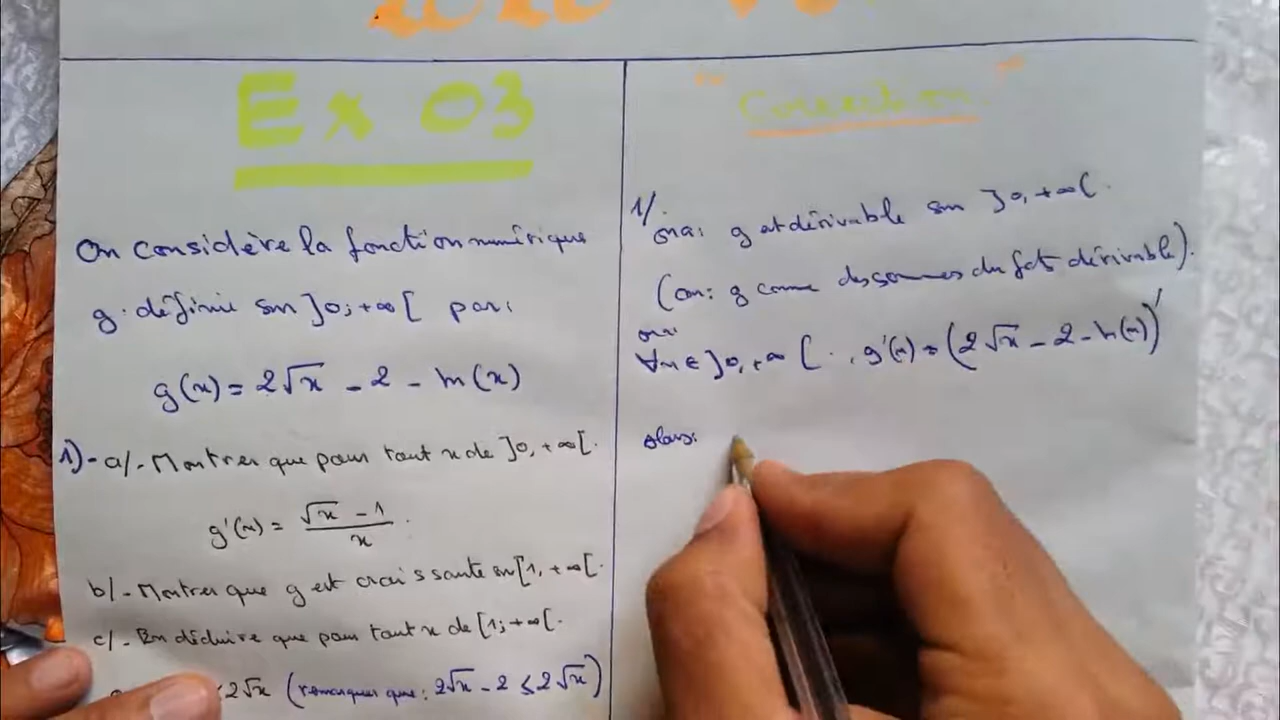 Ex 03
On considère la fonction numérique
g définie sur ]0; +∞[ par:
g(x) = 2√x - 2 - ln(x)
1)- a/- Montrer que pour tout x de ]0, +∞[.
g'(x) = (√x - 1)/x.
b/- Montrer que g est croissante sur [1, +∞[.
c/- En déduire que pour tout x de [1; +∞[.
2√x (remarquer que: 2√x - 2 ≤ 2√x)
"Correction."
1/.
ona: g est dérivable sur ]0, +∞[.
(car: g comme des sommes du fcts dérivable).
∀x ∈ ]0, +∞[ , g'(x) = (2√x - 2 - ln(x))'
alors: